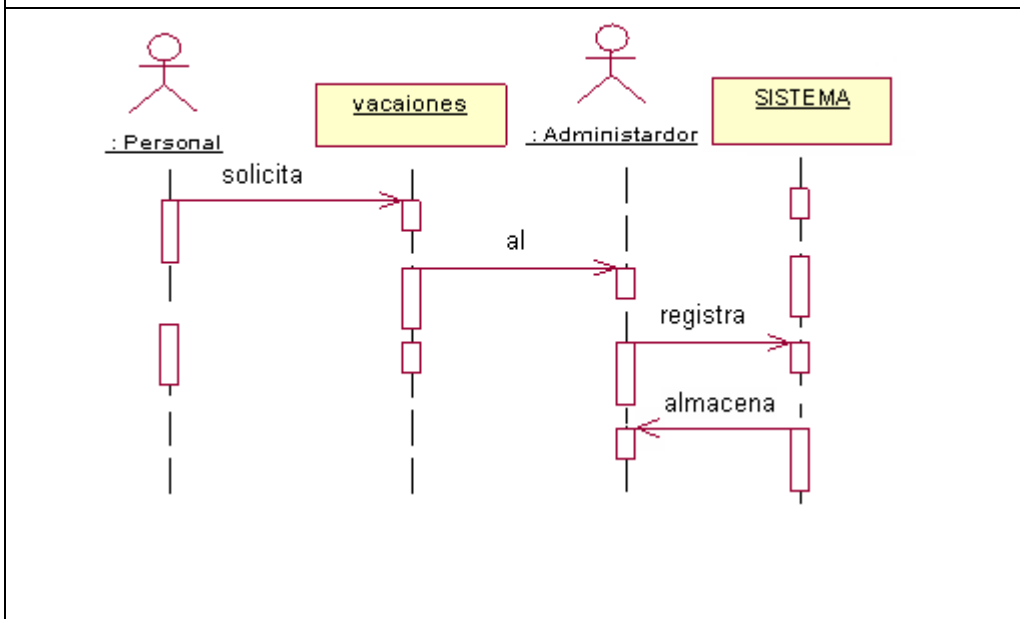 : Personal
vacaiones
: Administardor
SISTEMA
solicita
al
registra
almacena